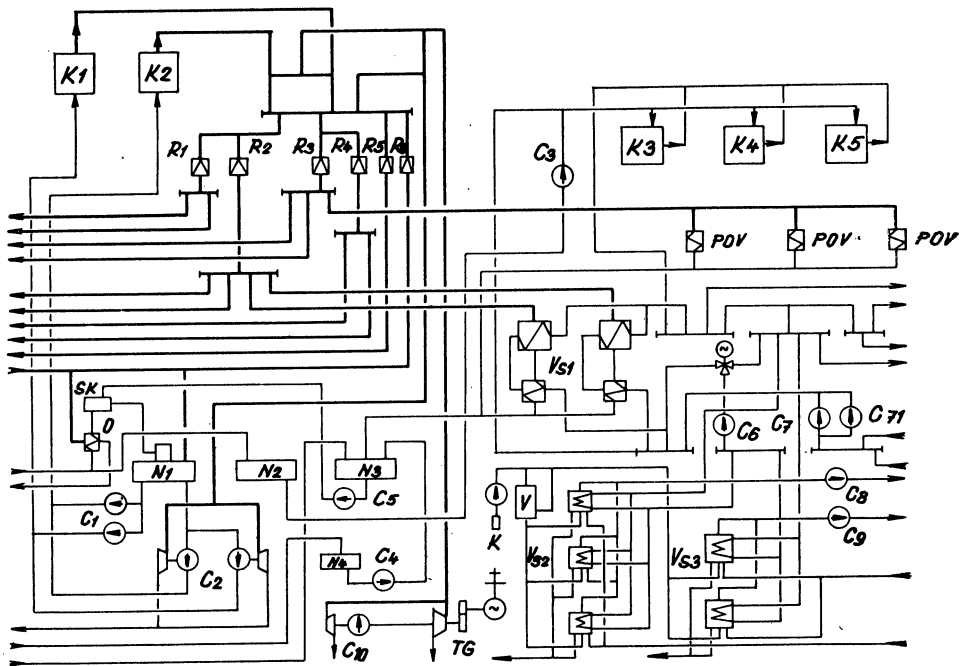 K1
K2
K3
K4
K5
C3
R1
R2
R3
R4
R5
R6
POV
POV
POV
VS1
SK
O
N1
N2
N3
C5
C6
C7
C71
C1
C2
N4
C4
K
V
VS2
VS3
C8
C9
C10
TG
~
~
~